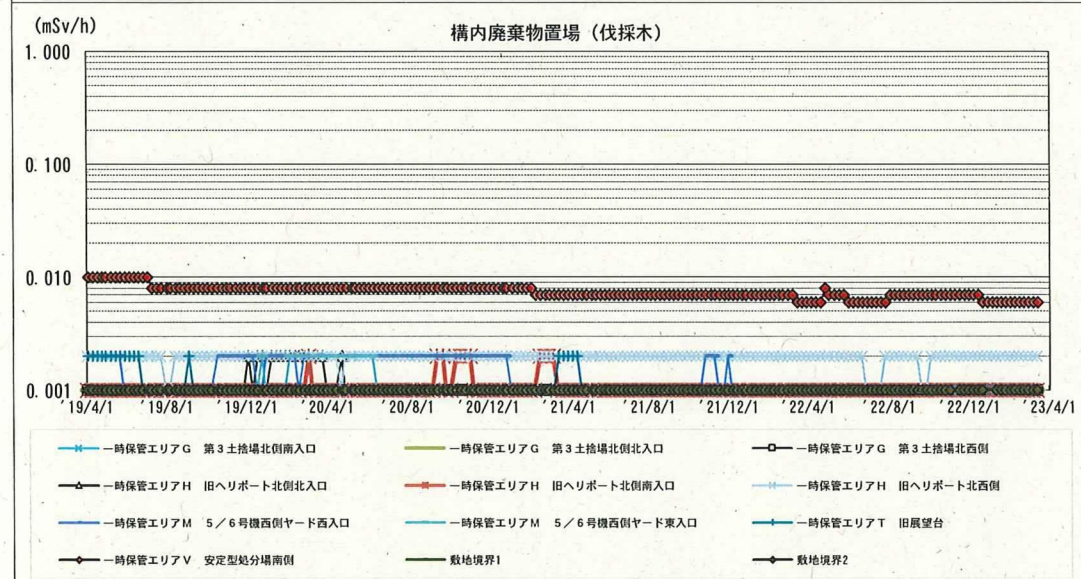 (mSv/h)
構内廃棄物置場（伐採木）
1.000
0.100
0.010
0.001
'19/4/1 '19/8/1 '19/12/1 '20/4/1 '20/8/1 '20/12/1 '21/4/1 '21/8/1 '21/12/1 '22/4/1 '22/8/1 '22/12/1 '23/4/1
一時保管エリアG 第3土捨場北側南入口 一時保管エリアG 第3土捨場北側北入口 一時保管エリアG 第3土捨場北西側
一時保管エリアH 旧ヘリポート北側北入口 一時保管エリアH 旧ヘリポート北側南入口 一時保管エリアH 旧ヘリポート北西側
一時保管エリアM 5／6号機西側ヤード西入口 一時保管エリアM 5／6号機西側ヤード東入口 一時保管エリアT 旧展望台
一時保管エリアV 安定型処分場南側 敷地境界1 敷地境界2